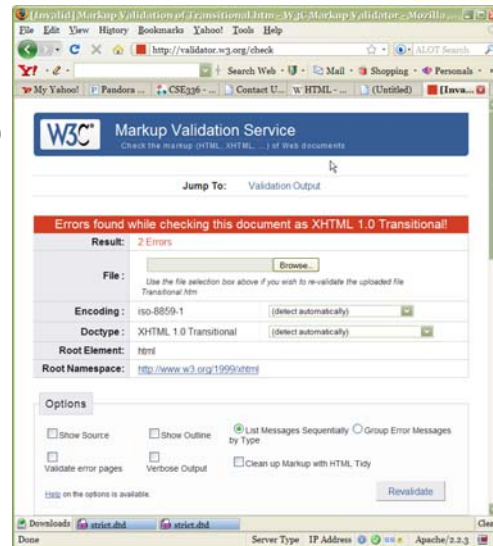 [Invalid] Markup Validation of Transitional.htm - W3C Markup Validator - Mozilla
File Edit View History Bookmarks Yahoo! Tools Help
http://validator.w3.org/check
ALOT Search
Y! Search Web Mail Shopping Personals
My Yahoo! Pandora ... CSE336 - ... Contact U... W HTML - ... (Untitled) [Inva...
W3C Markup Validation Service
Check the markup (HTML, XHTML, ...) of Web documents
Jump To: Validation Output
Errors found while checking this document as XHTML 1.0 Transitional!
Result: 2 Errors
File : Browse...
Use the file selection box above if you wish to re-validate the uploaded file
Transitional.htm
Encoding : iso-8859-1 (detect automatically)
Doctype : XHTML 1.0 Transitional (detect automatically)
Root Element: html
Root Namespace: http://www.w3.org/1999/xhtml
Options
Show Source Show Outline List Messages Sequentially Group Error Messages
by Type
Validate error pages Verbose Output Clean up Markup with HTML Tidy
Help on the options is available.
Revalidate
Downloads strict.dtd strict.dtd Clea
Done Server Type IP Address Apache/2.2.3